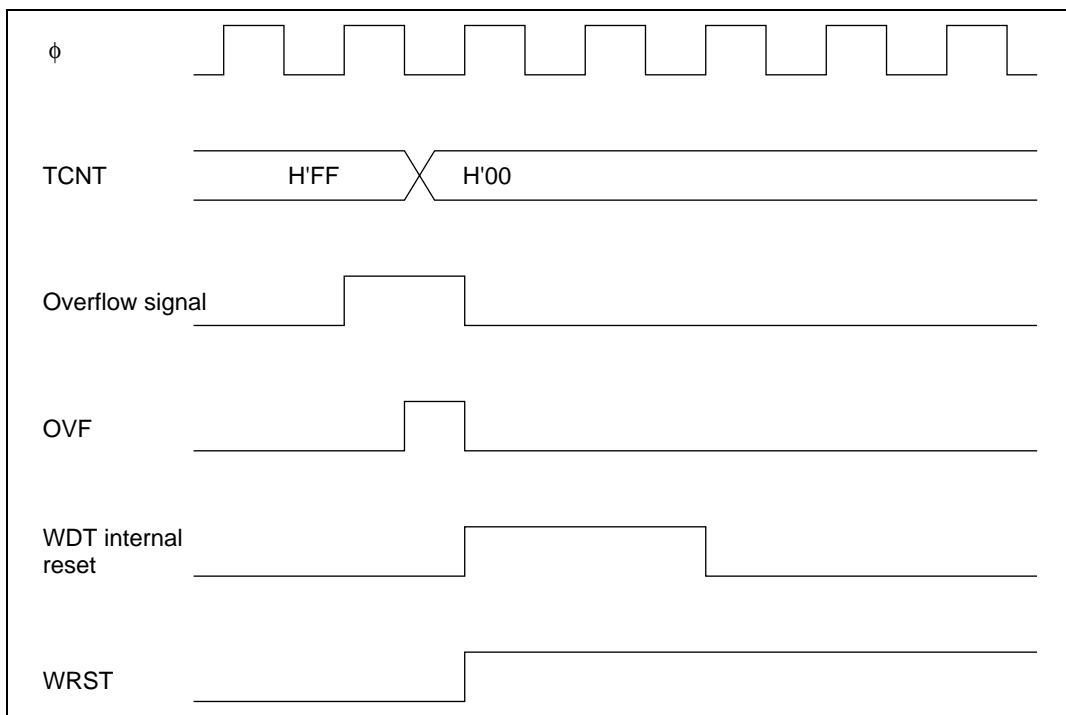 ϕ
TCNT
H'FF
H'00
Overflow signal
OVF
WDT internal
reset
WRST